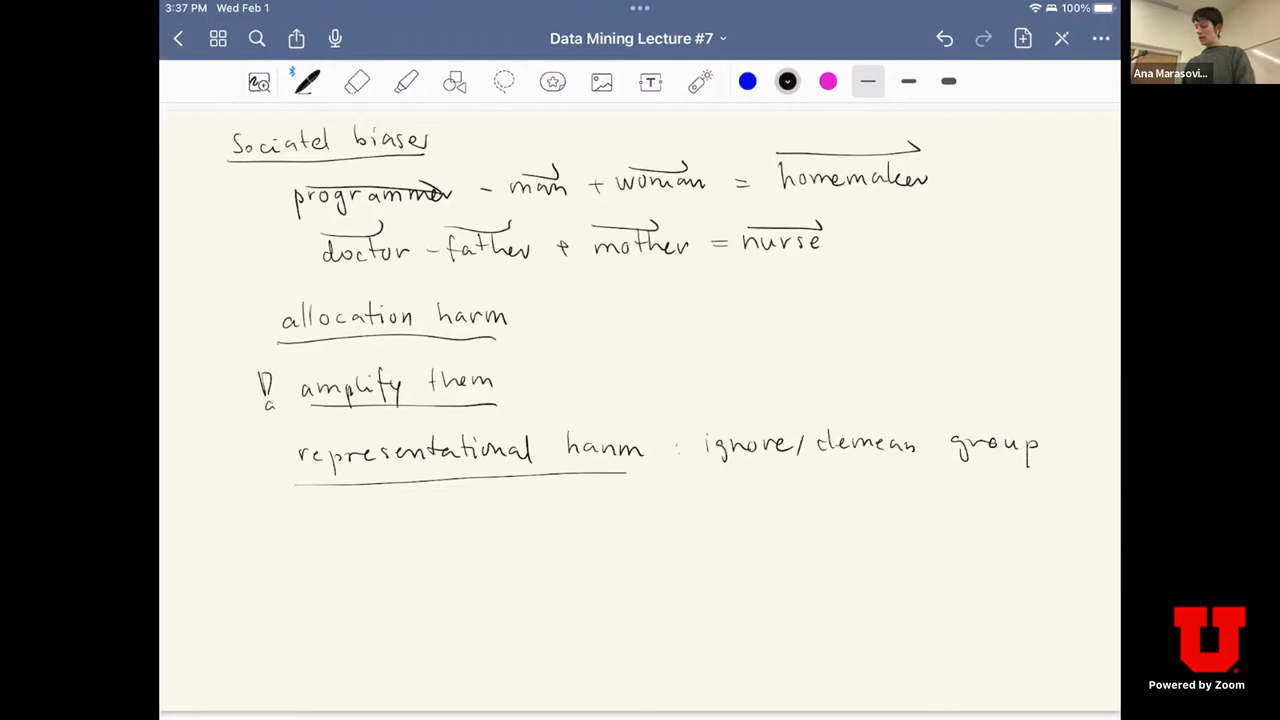 3:37 PM Wed Feb 1
100%
Data Mining Lecture #7
T
Ana Marasovi...
Societel biases
programmer - man + woman = homemaker
doctor - father + mother = nurse
allocation harm
! amplify them
representational harm : ignore/demean group
U
Powered by Zoom